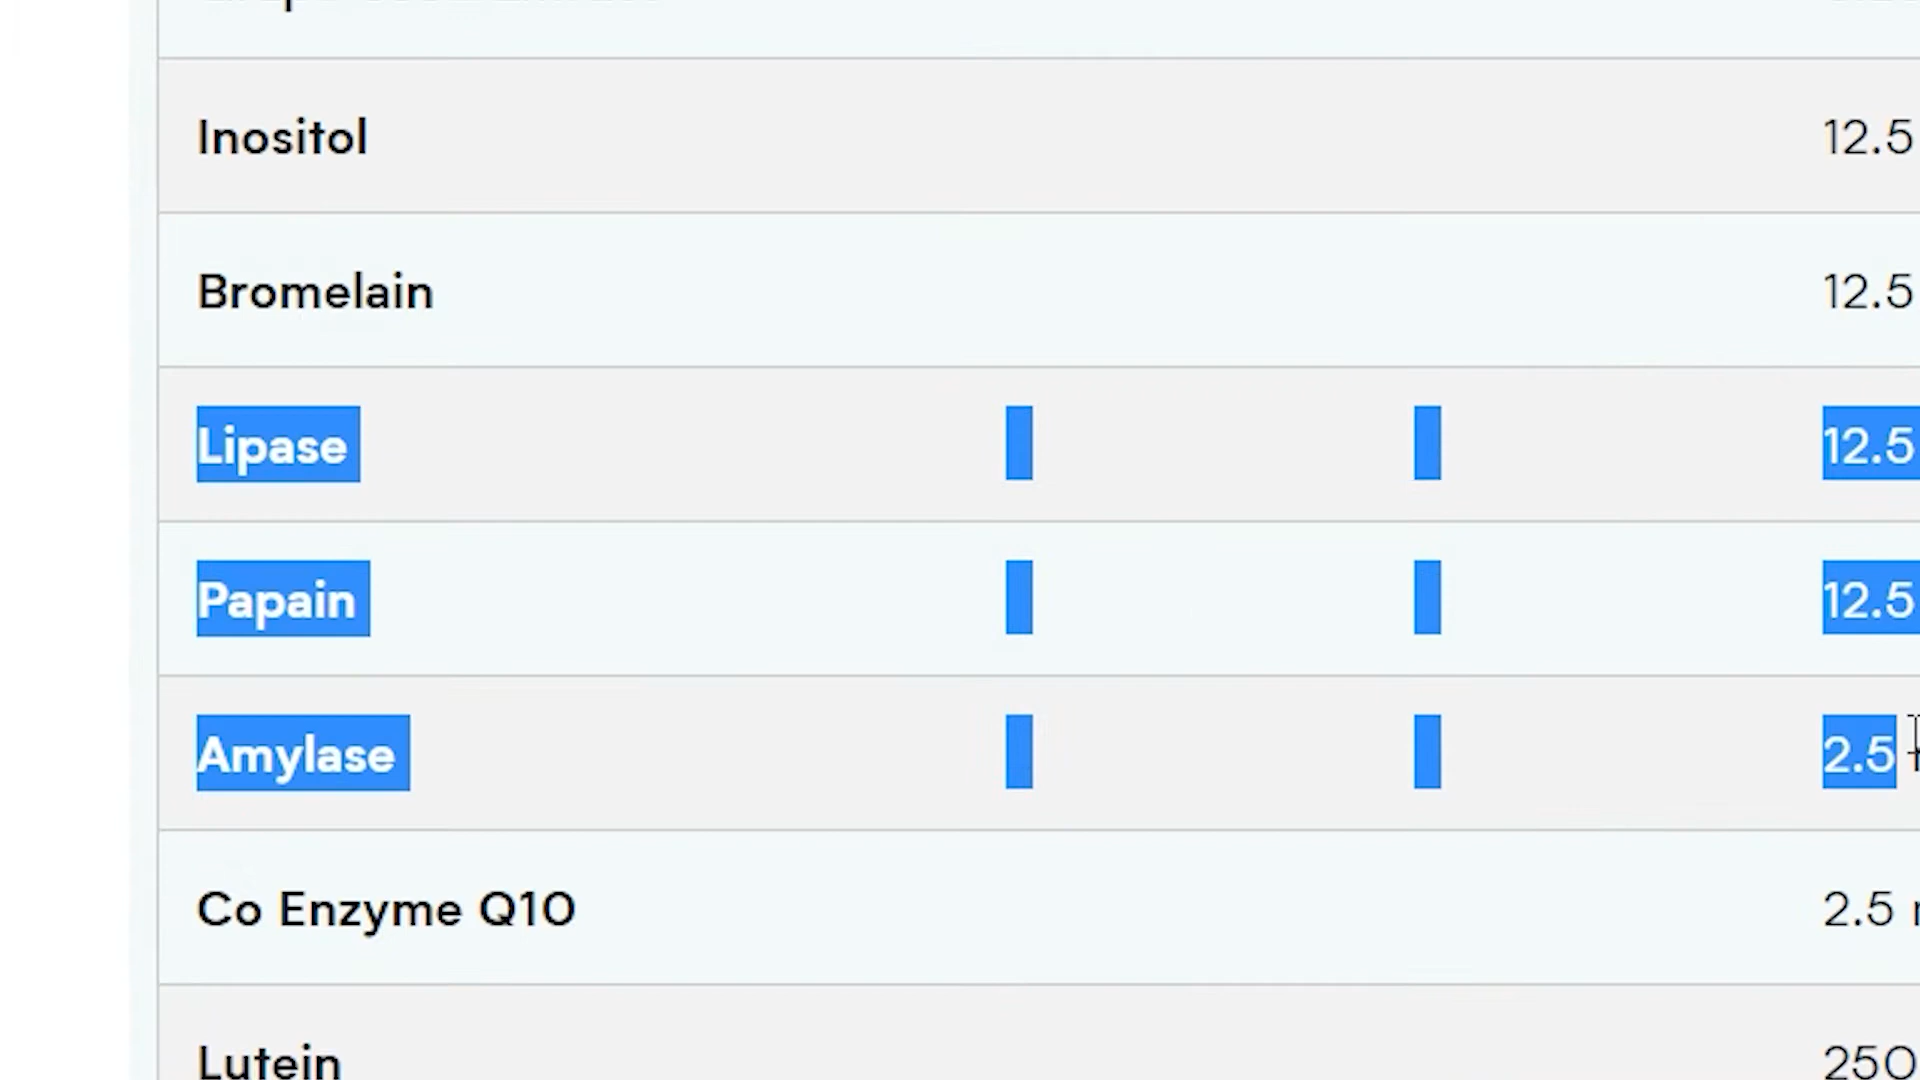 Inositol 12.5
Bromelain 12.5
Lipase 12.5
Papain 12.5
Amylase 2.5
Co Enzyme Q10 2.5
Lutein 250